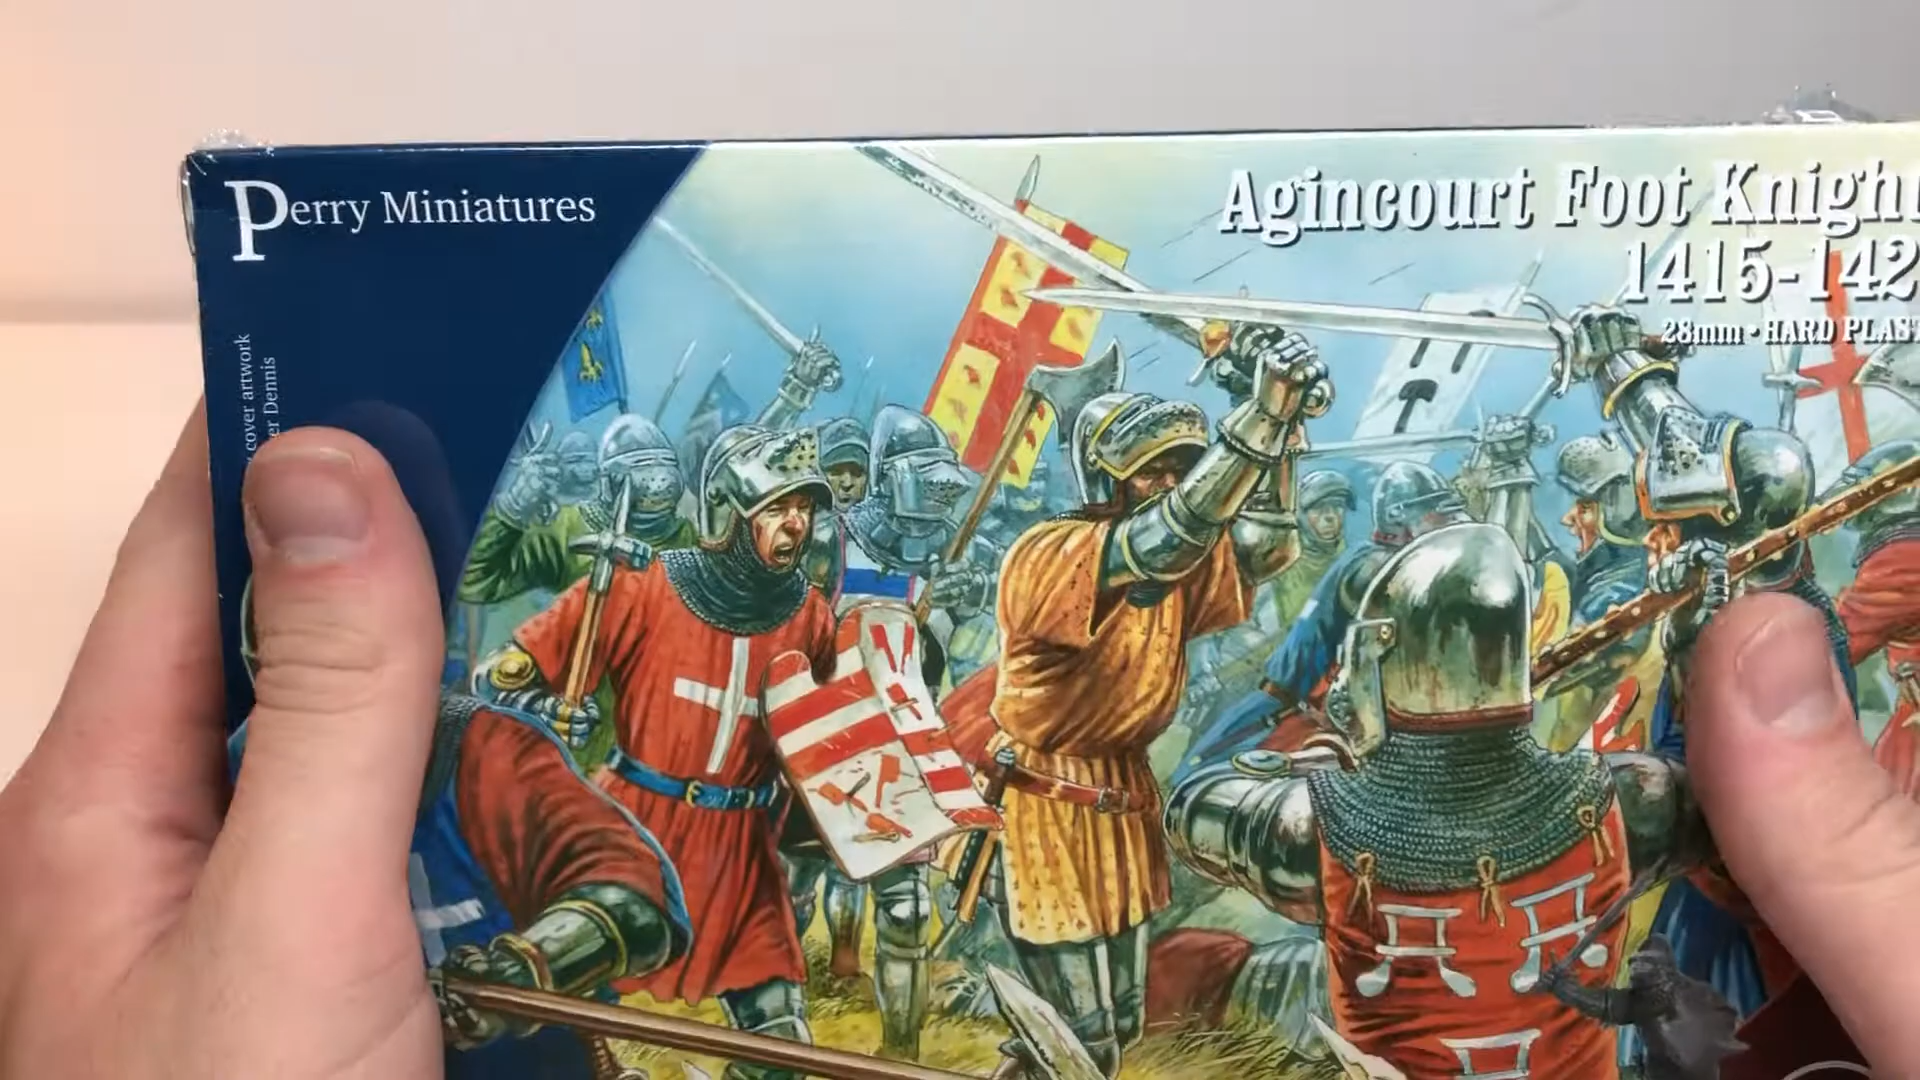 Perry Miniatures
Agincourt Foot Knight
1415-142
28mm • HARD PLAST
cover artwork
er Dennis